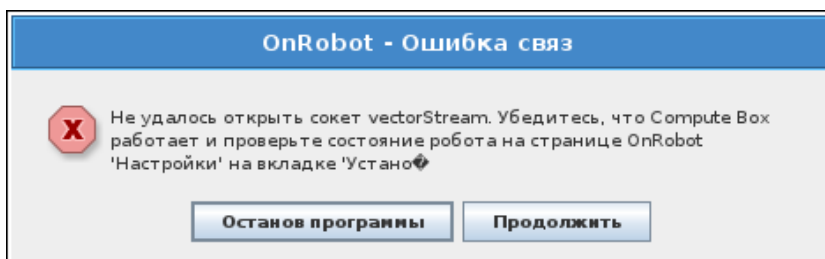 OnRobot - Ошибка связ
Не удалось открыть сокет vectorStream. Убедитесь, что Compute Box
работает и проверьте состояние робота на странице OnRobot
'Настройки' на вкладке 'Устано�
Останов программы
Продолжить